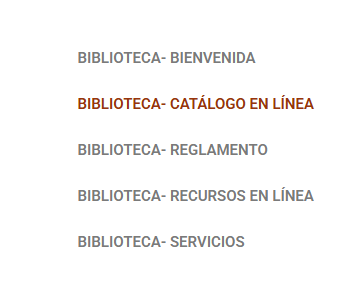 BIBLIOTECA- BIENVENIDA
BIBLIOTECA- CATÁLOGO EN LÍNEA
BIBLIOTECA- REGLAMENTO
BIBLIOTECA- RECURSOS EN LÍNEA
BIBLIOTECA- SERVICIOS